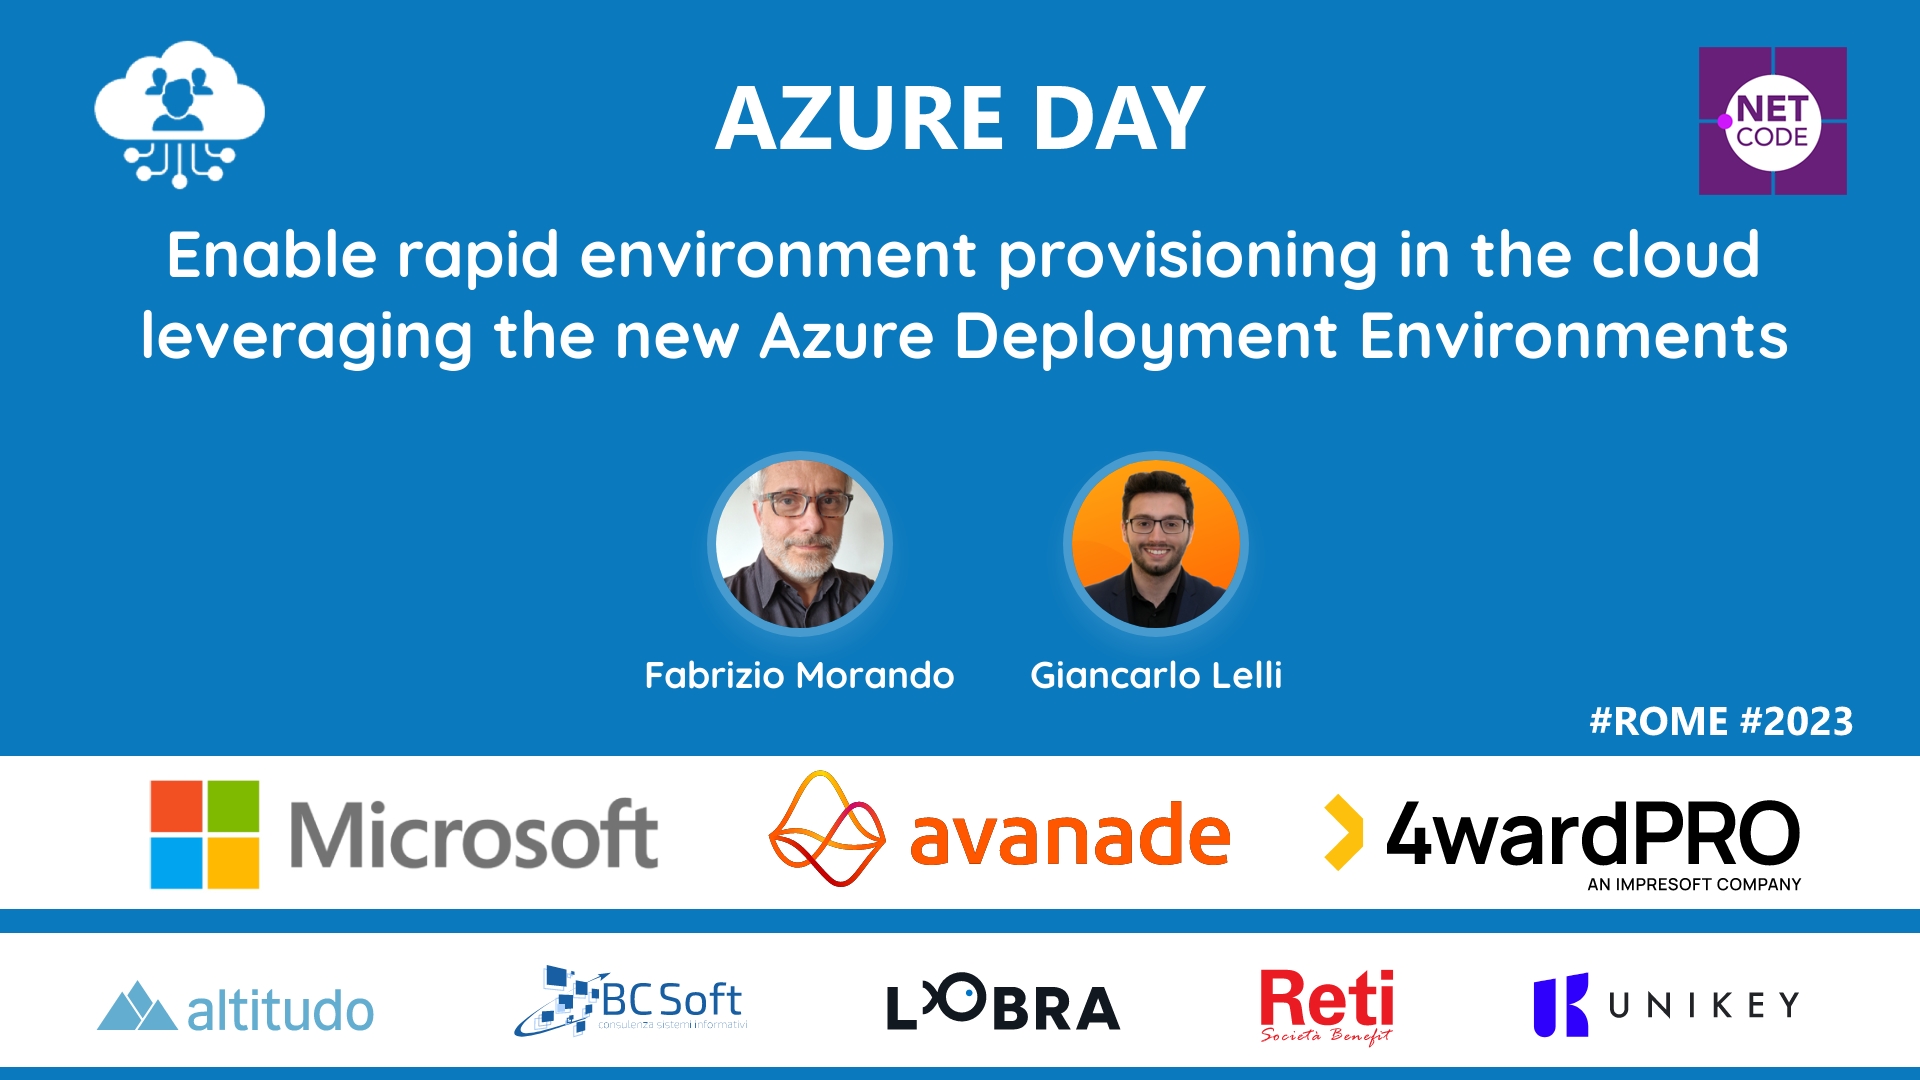 AZURE DAY
NET
CODE
Enable rapid environment provisioning in the cloud
leveraging the new Azure Deployment Environments
Fabrizio Morando
Giancarlo Lelli
#ROME #2023
Microsoft
avanade
4wardPRO
AN IMPRESOFT COMPANY
altitudo
BCSoft
consulenza sistemi informativi
LOBRA
Reti
Società Benefit
UNIKEY